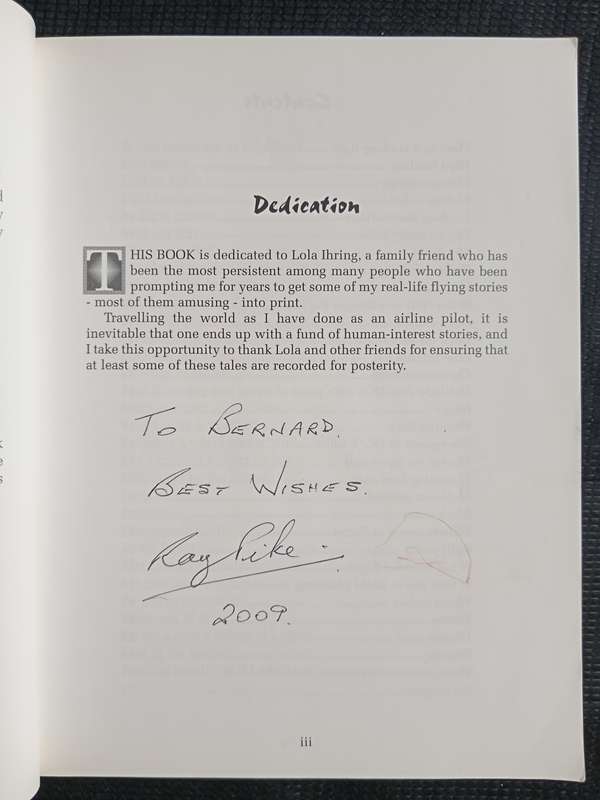 Dedication
THIS BOOK is dedicated to Lola Ihring, a family friend who has
been the most persistent among many people who have been
prompting me for years to get some of my real-life flying stories
- most of them amusing - into print.
Travelling the world as I have done as an airline pilot, it is
inevitable that one ends up with a fund of human-interest stories, and
I take this opportunity to thank Lola and other friends for ensuring that
at least some of these tales are recorded for posterity.
TO BERNARD.
BEST WISHES.
Ray Pike.
2009.
iii